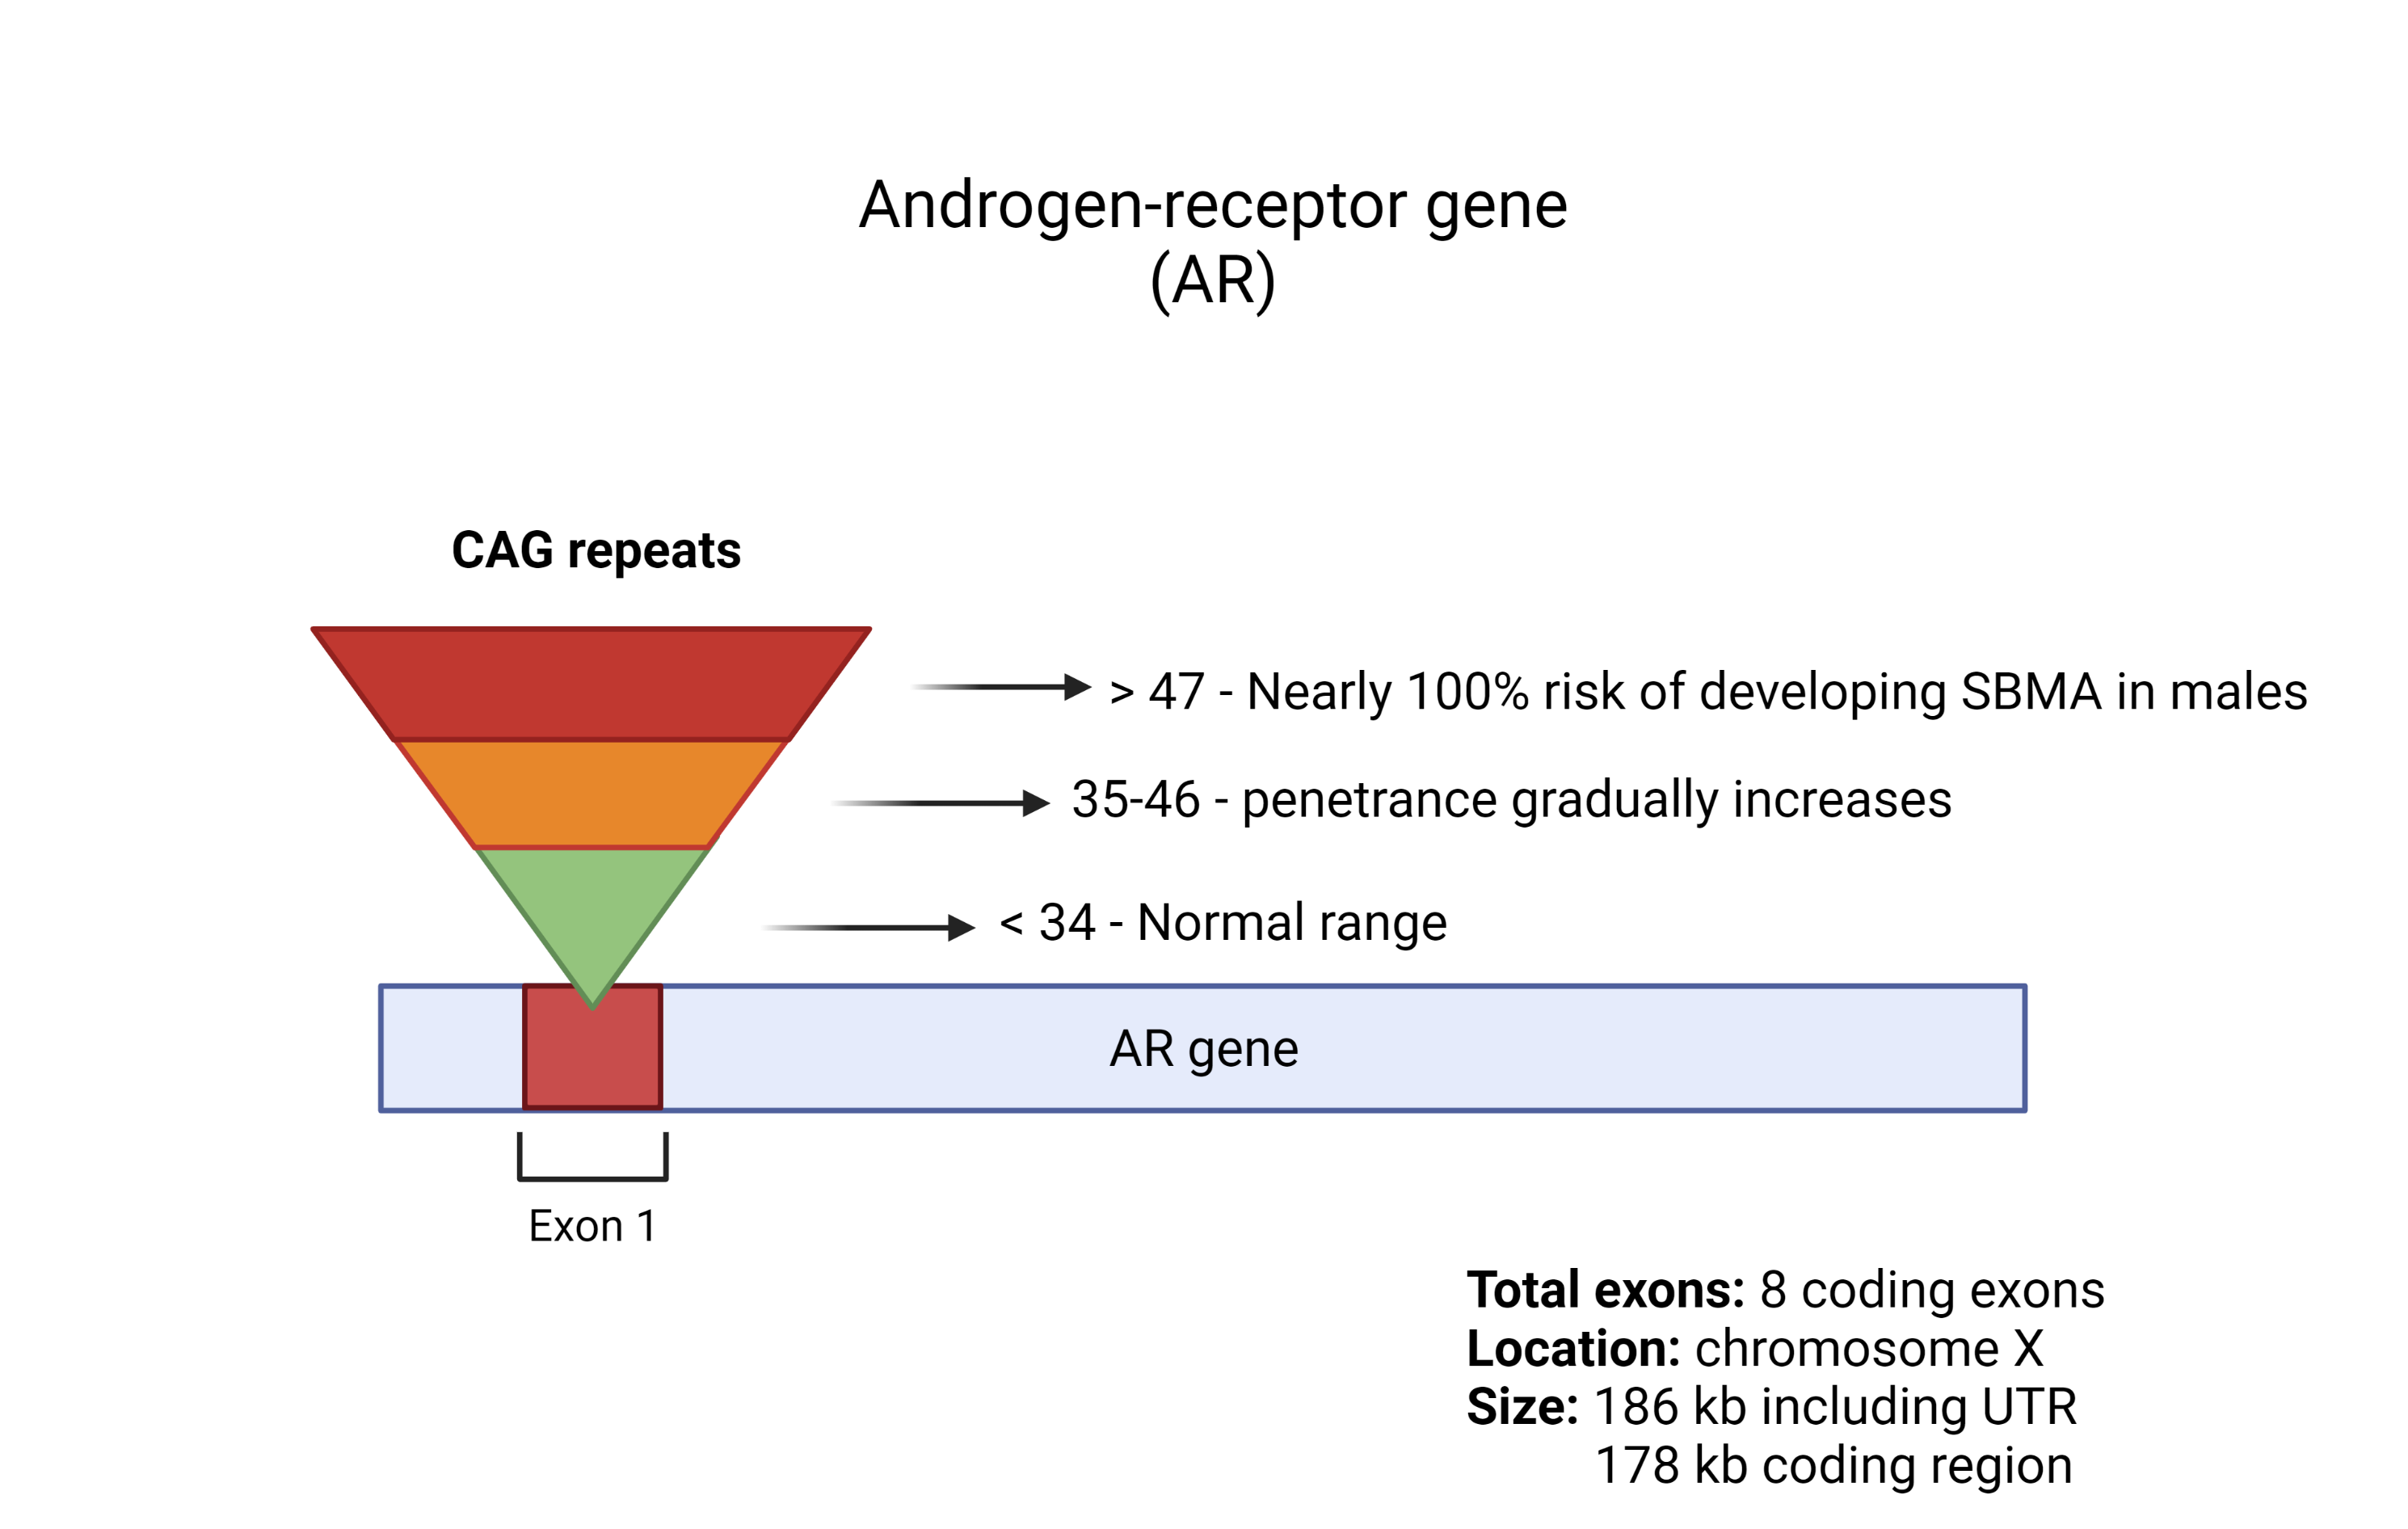 Androgen-receptor gene
(AR)
CAG repeats
> 47 - Nearly 100% risk of developing SBMA in males
35-46 - penetrance gradually increases
< 34 - Normal range
AR gene
Exon 1
Total exons: 8 coding exons
Location: chromosome X
Size: 186 kb including UTR
178 kb coding region